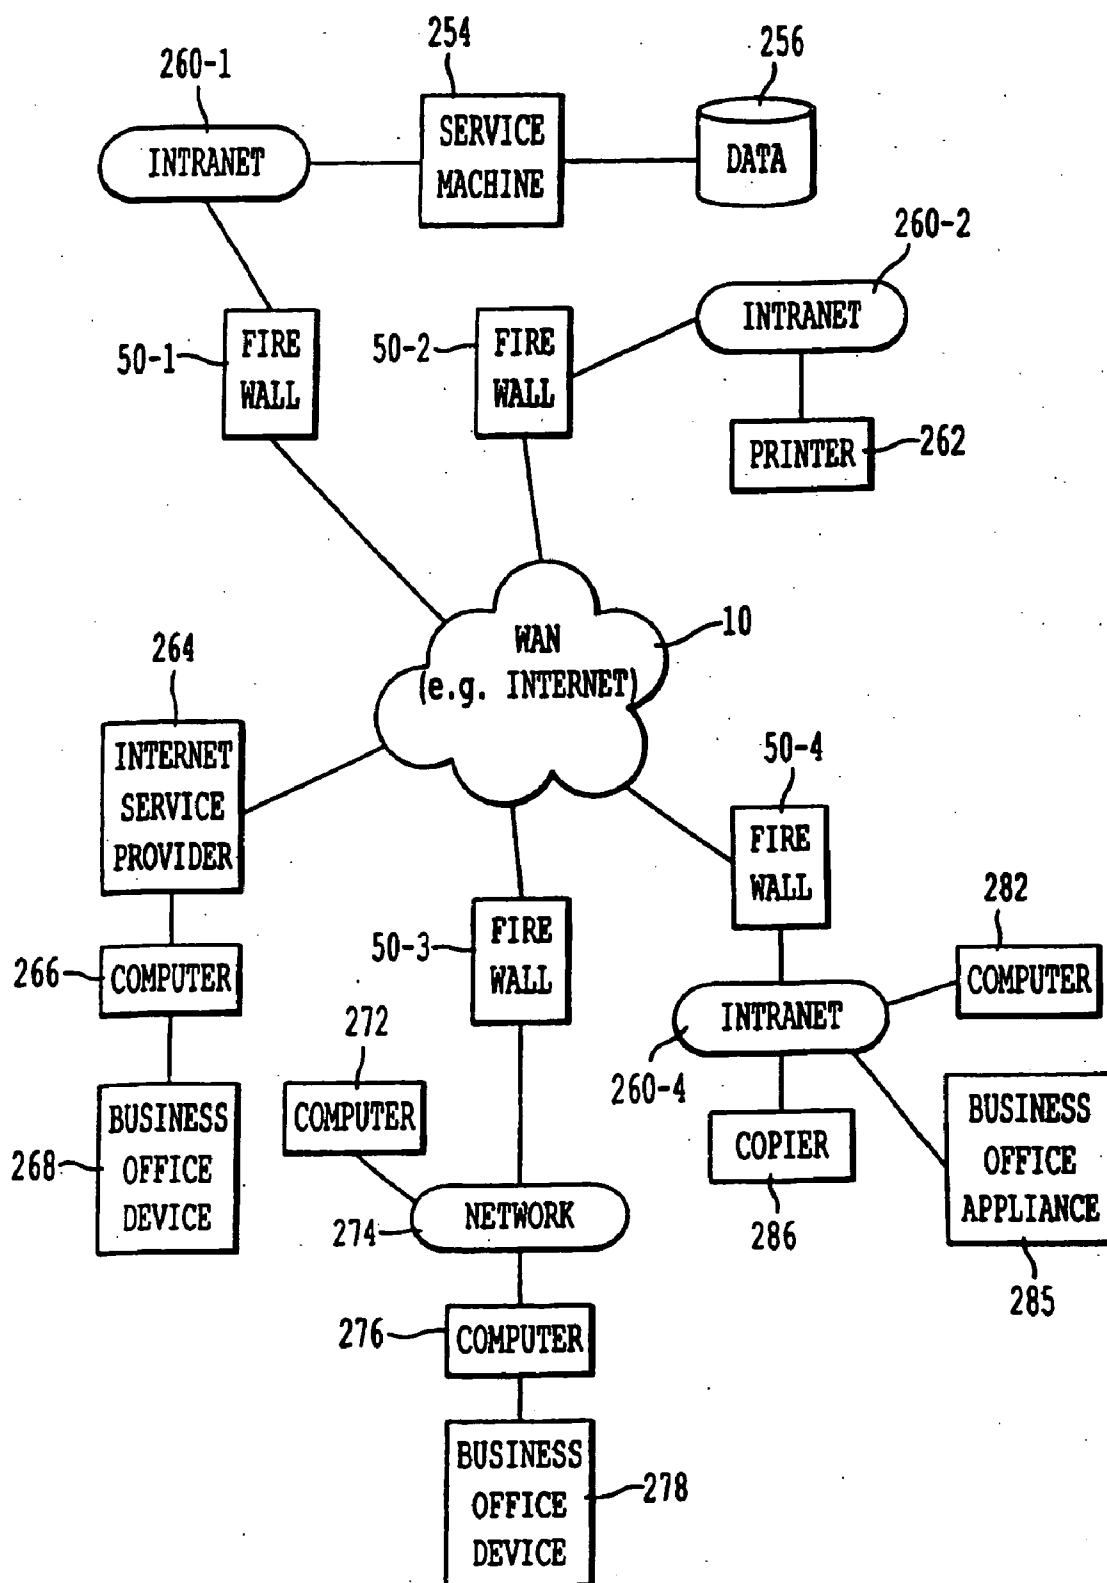 254
256
260-1
SERVICE
MACHINE
INTRANET
DATA
260-2
INTRANET
FIRE
WALL
50-1
50-2
FIRE
WALL
PRINTER
262
10
WAN
(e.g. INTERNET)
264
INTERNET
SERVICE
PROVIDER
50-4
FIRE
WALL
50-3
FIRE
WALL
282
COMPUTER
266
COMPUTER
INTRANET
260-4
272
COMPUTER
BUSINESS
OFFICE
DEVICE
268
COPIER
286
BUSINESS
OFFICE
APPLIANCE
285
274
NETWORK
276
COMPUTER
BUSINESS
OFFICE
DEVICE
278